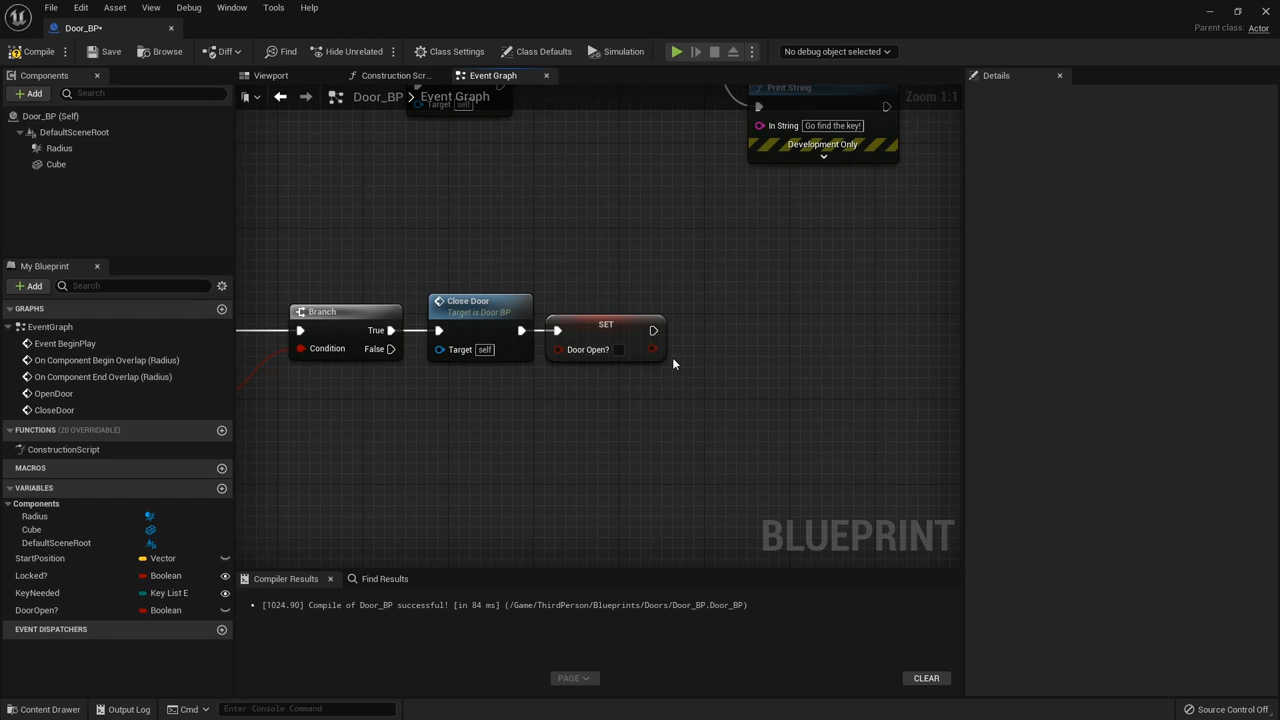 File Edit Asset View Debug Window Tools Help
Door_BP*
Parent class: Actor
Compile Save Browse Diff Find Hide Unrelated Class Settings Class Defaults Simulation No debug object selected
Components
Viewport Construction Scr... Event Graph
Details
Add Search
Door_BP > Event Graph
Zoom 1:1
Door_BP (Self)
DefaultSceneRoot
Radius
Cube
Target self
Print String
In String Go find the key!
Development Only
My Blueprint
Add Search
GRAPHS
EventGraph
Event BeginPlay
On Component Begin Overlap (Radius)
On Component End Overlap (Radius)
OpenDoor
CloseDoor
FUNCTIONS (20 OVERRIDABLE)
ConstructionScript
MACROS
VARIABLES
Components
Radius
Cube
DefaultSceneRoot
StartPosition Vector
Locked? Boolean
KeyNeeded Key List E
DoorOpen? Boolean
EVENT DISPATCHERS
Branch
True
Condition False
Close Door
Target is Door BP
Target self
SET
Door Open?
BLUEPRINT
Compiler Results Find Results
[1024.90] Compile of Door_BP successful! [in 84 ms] (/Game/ThirdPerson/Blueprints/Doors/Door_BP.Door_BP)
PAGE
CLEAR
Content Drawer Output Log Cmd Enter Console Command
Source Control Off